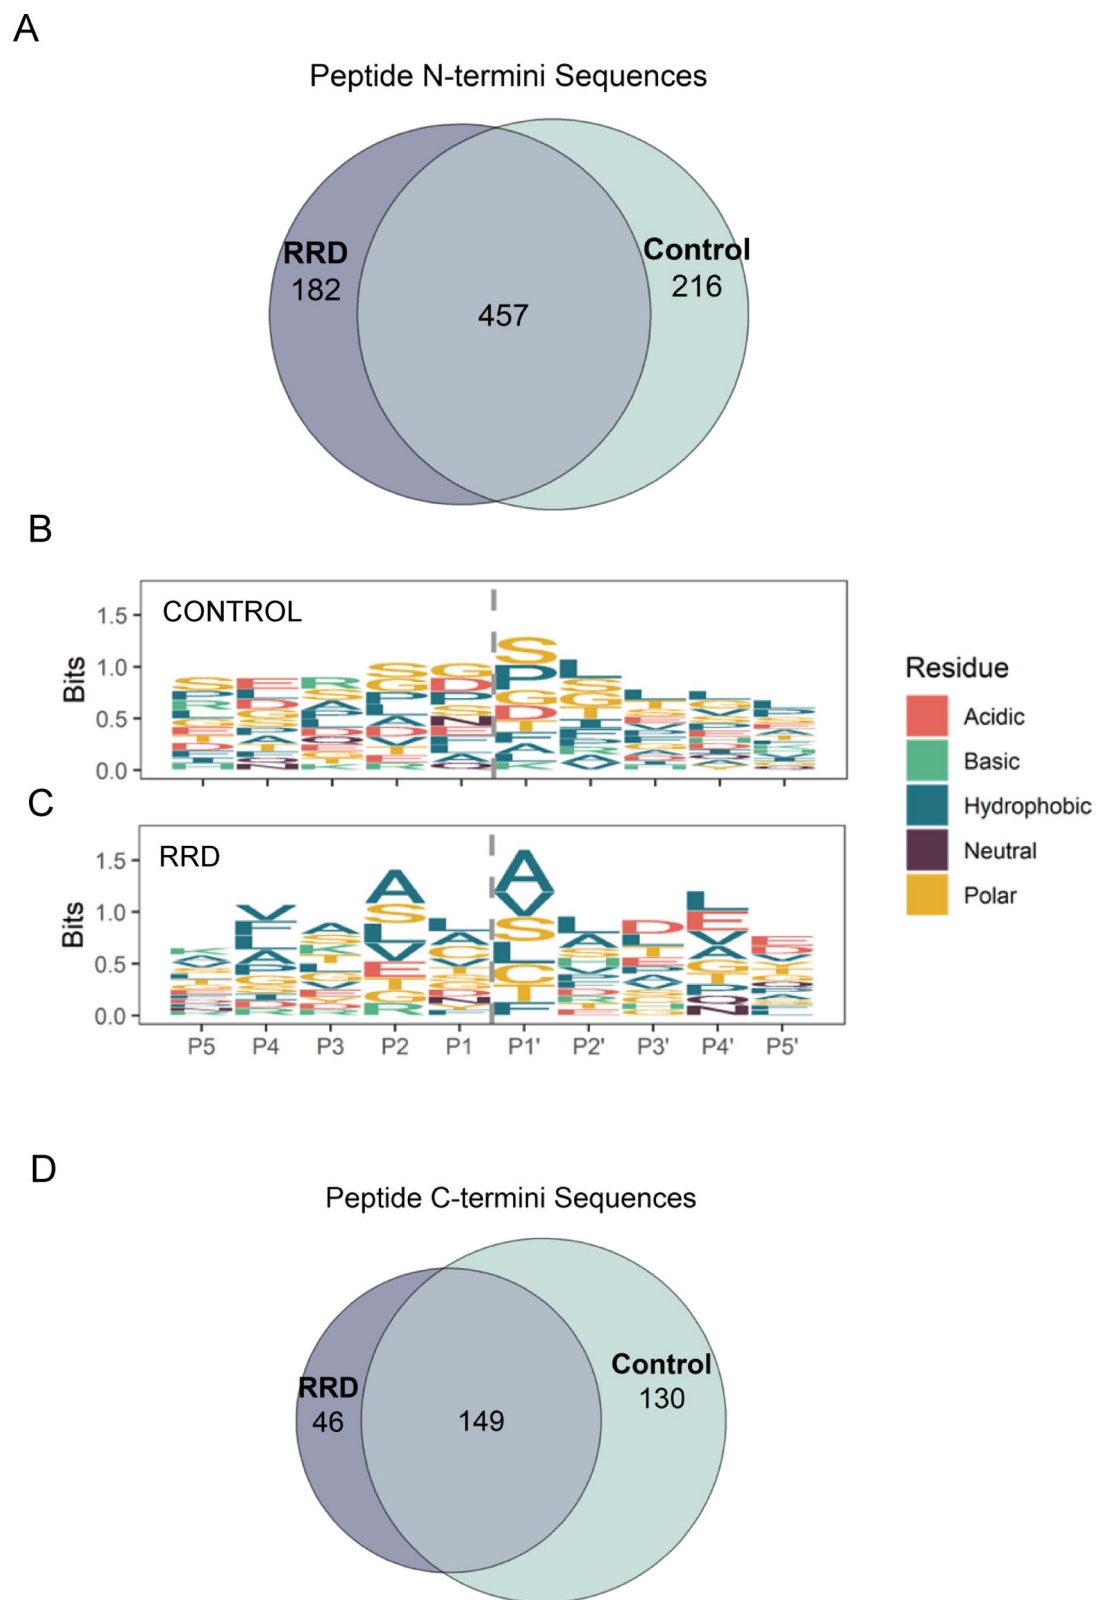 A
Peptide N-termini Sequences
RRD
182
457
Control
216
B
CONTROL
Bits
1.5
1.0
0.5
0.0
C
RRD
Bits
1.5
1.0
0.5
0.0
P5 P4 P3 P2 P1 P1' P2' P3' P4' P5'
Residue
Acidic
Basic
Hydrophobic
Neutral
Polar
D
Peptide C-termini Sequences
RRD
46
149
Control
130